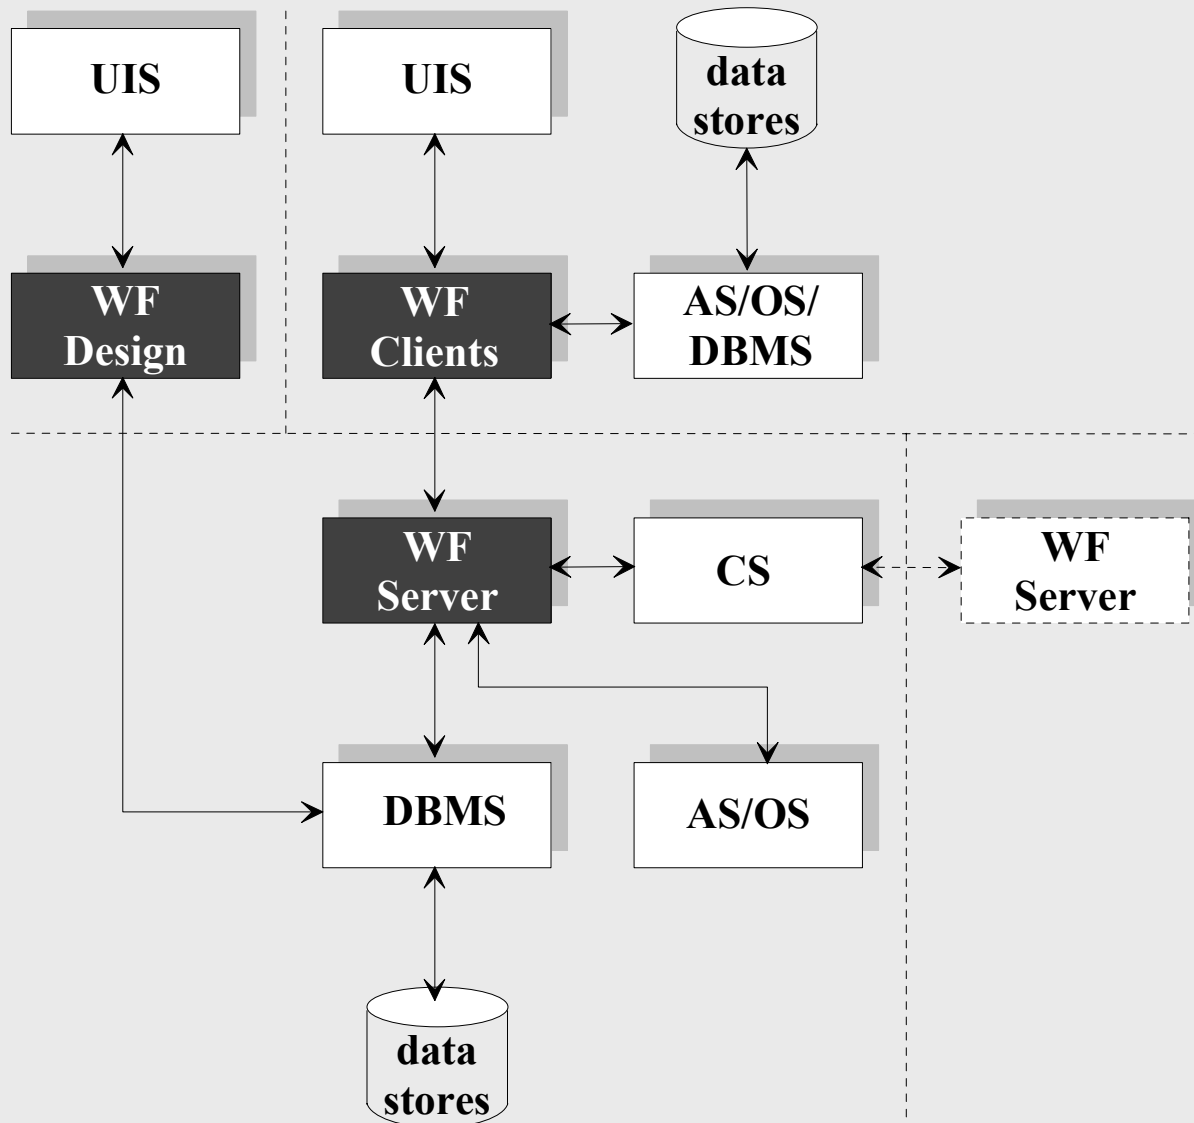 UIS
UIS
data
stores
WF
Design
WF
Clients
AS/OS/
DBMS
WF
Server
CS
WF
Server
DBMS
AS/OS
data
stores